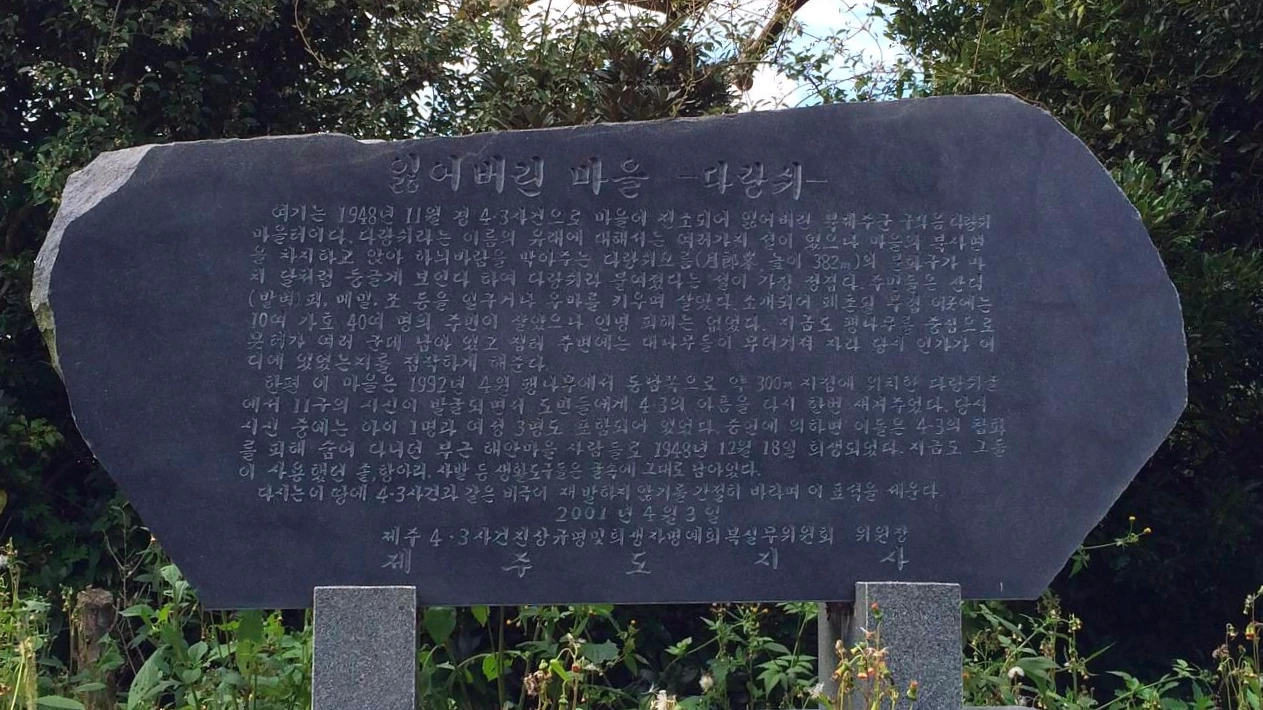 잃어버린 마을 -다랑쉬-
여기는 1948년 11월 경 4·3사건으로 마을이 전소되어 잃어버린 북제주군 구좌읍 다랑쉬
마을터이다. 다랑쉬라는 이름의 유래에 대해서는 여러가지 설이 있으나 마을의 북사면
을 차지하고 앉아 하늬바람을 막아주는 다랑쉬오름(月郞峯 높이 382m)의 분화구가 마
치 달처럼 둥글게 보인다 하여 다랑쉬라 붙여졌다는 설이 가장 정겹다. 주민들은 산디
(밭벼) 피, 메밀, 조 등을 일구거나 우마를 키우며 살았다. 소개되어 폐촌될 무렵 이곳에는
10여 가호 40여 명의 주민이 살았으나 인명 피해는 없었다. 지금도 팽나무를 중심으로
못터가 여러 군데 남아 있고 집터 주변에는 대나무들이 무더기져 자라 당시 인가가 어
디에 있었는지를 짐작하게 해준다.
한편 이 마을은 1992년 4월 팽나무에서 동남쪽으로 약 300m 지점에 위치한 다랑쉬굴
에서 11구의 시신이 발굴되면서 도민들에게 4·3의 아픔을 다시 한번 새겨주었다. 당시
시신 중에는 아이 1명과 여성 3명도 포함되어 있었다. 증언에 의하면 이들은 4·3의 참화
를 피해 숨어 다니던 부근 해안마을 사람들로 1948년 12월 18일 희생되었다. 지금도 그들
이 사용했던 솥, 항아리, 사발 등 생활도구들은 굴속에 그대로 남아있다.
다시는 이 땅에 4·3사건과 같은 비극이 재발하지 않기를 간절히 바라며 이 표석을 세운다.
2001년 4월 3일
제주 4·3사건진상규명및희생자명예회복실무위원회 위원장
제 주 도 지 사